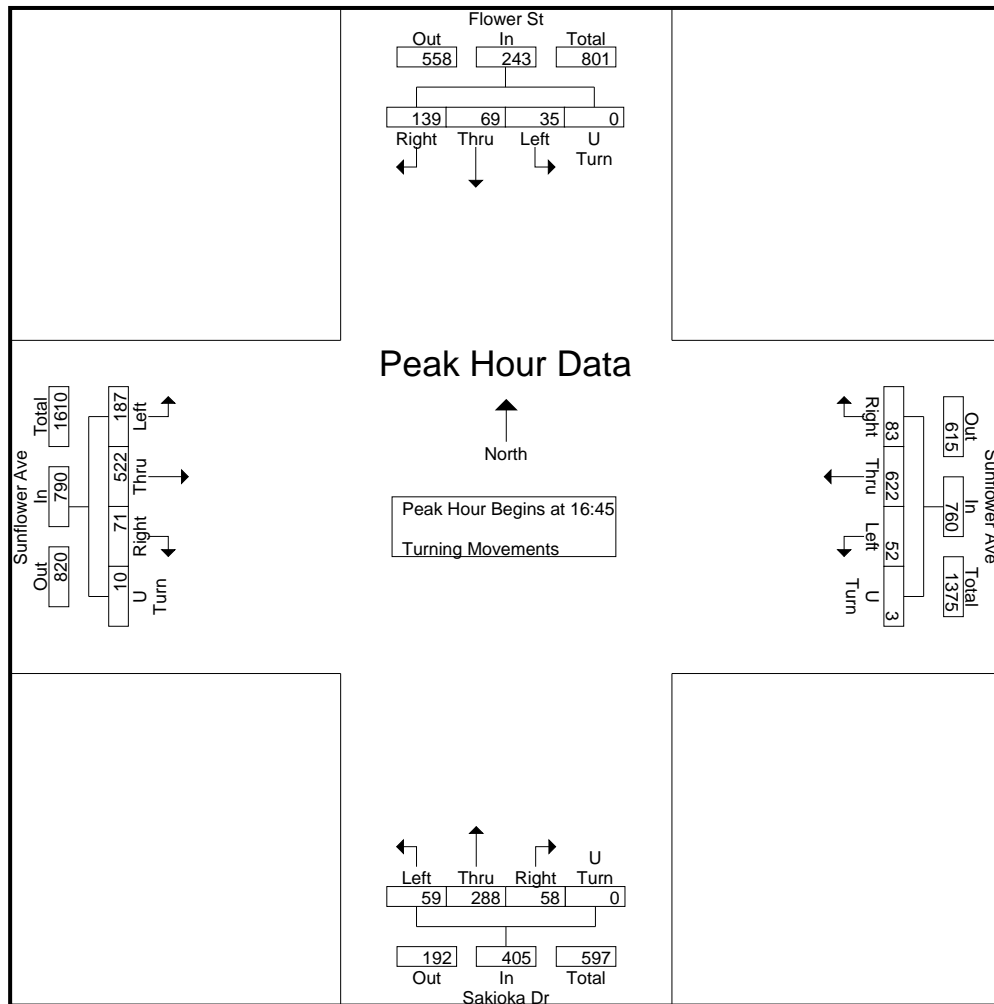 Flower St
Out In Total
558 243 801
139 69 35 0
Right Thru Left U Turn
Peak Hour Data
North
Peak Hour Begins at 16:45
Turning Movements
Sunflower Ave
Total In Out
1610 790 820
187 522 71 10
Left Thru Right U Turn
Right Thru Left U Turn
83 622 52 3
Out In Total
615 760 1375
Sunflower Ave
Left Thru Right U Turn
59 288 58 0
192 405 597
Out In Total
Sakioka Dr